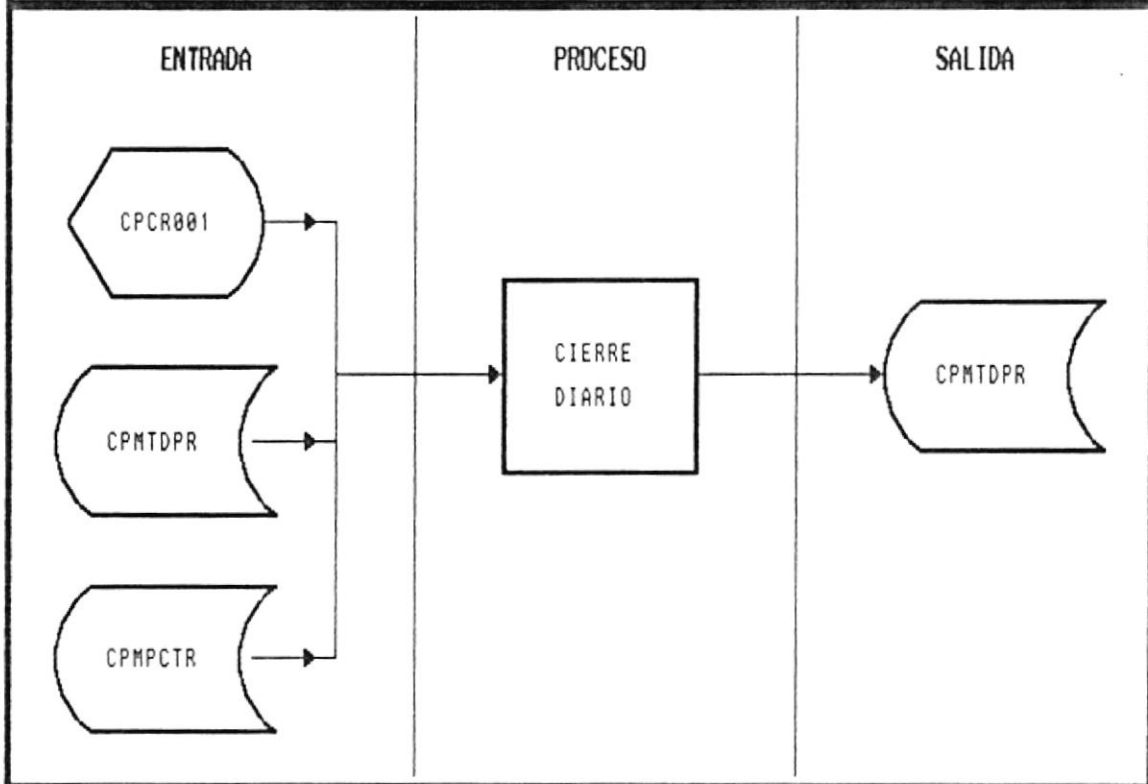 ENTRADA
PROCESO
SALIDA
CPCR001
CPMTDPR
CPMPCTR
CIERRE
DIARIO
CPMTDPR